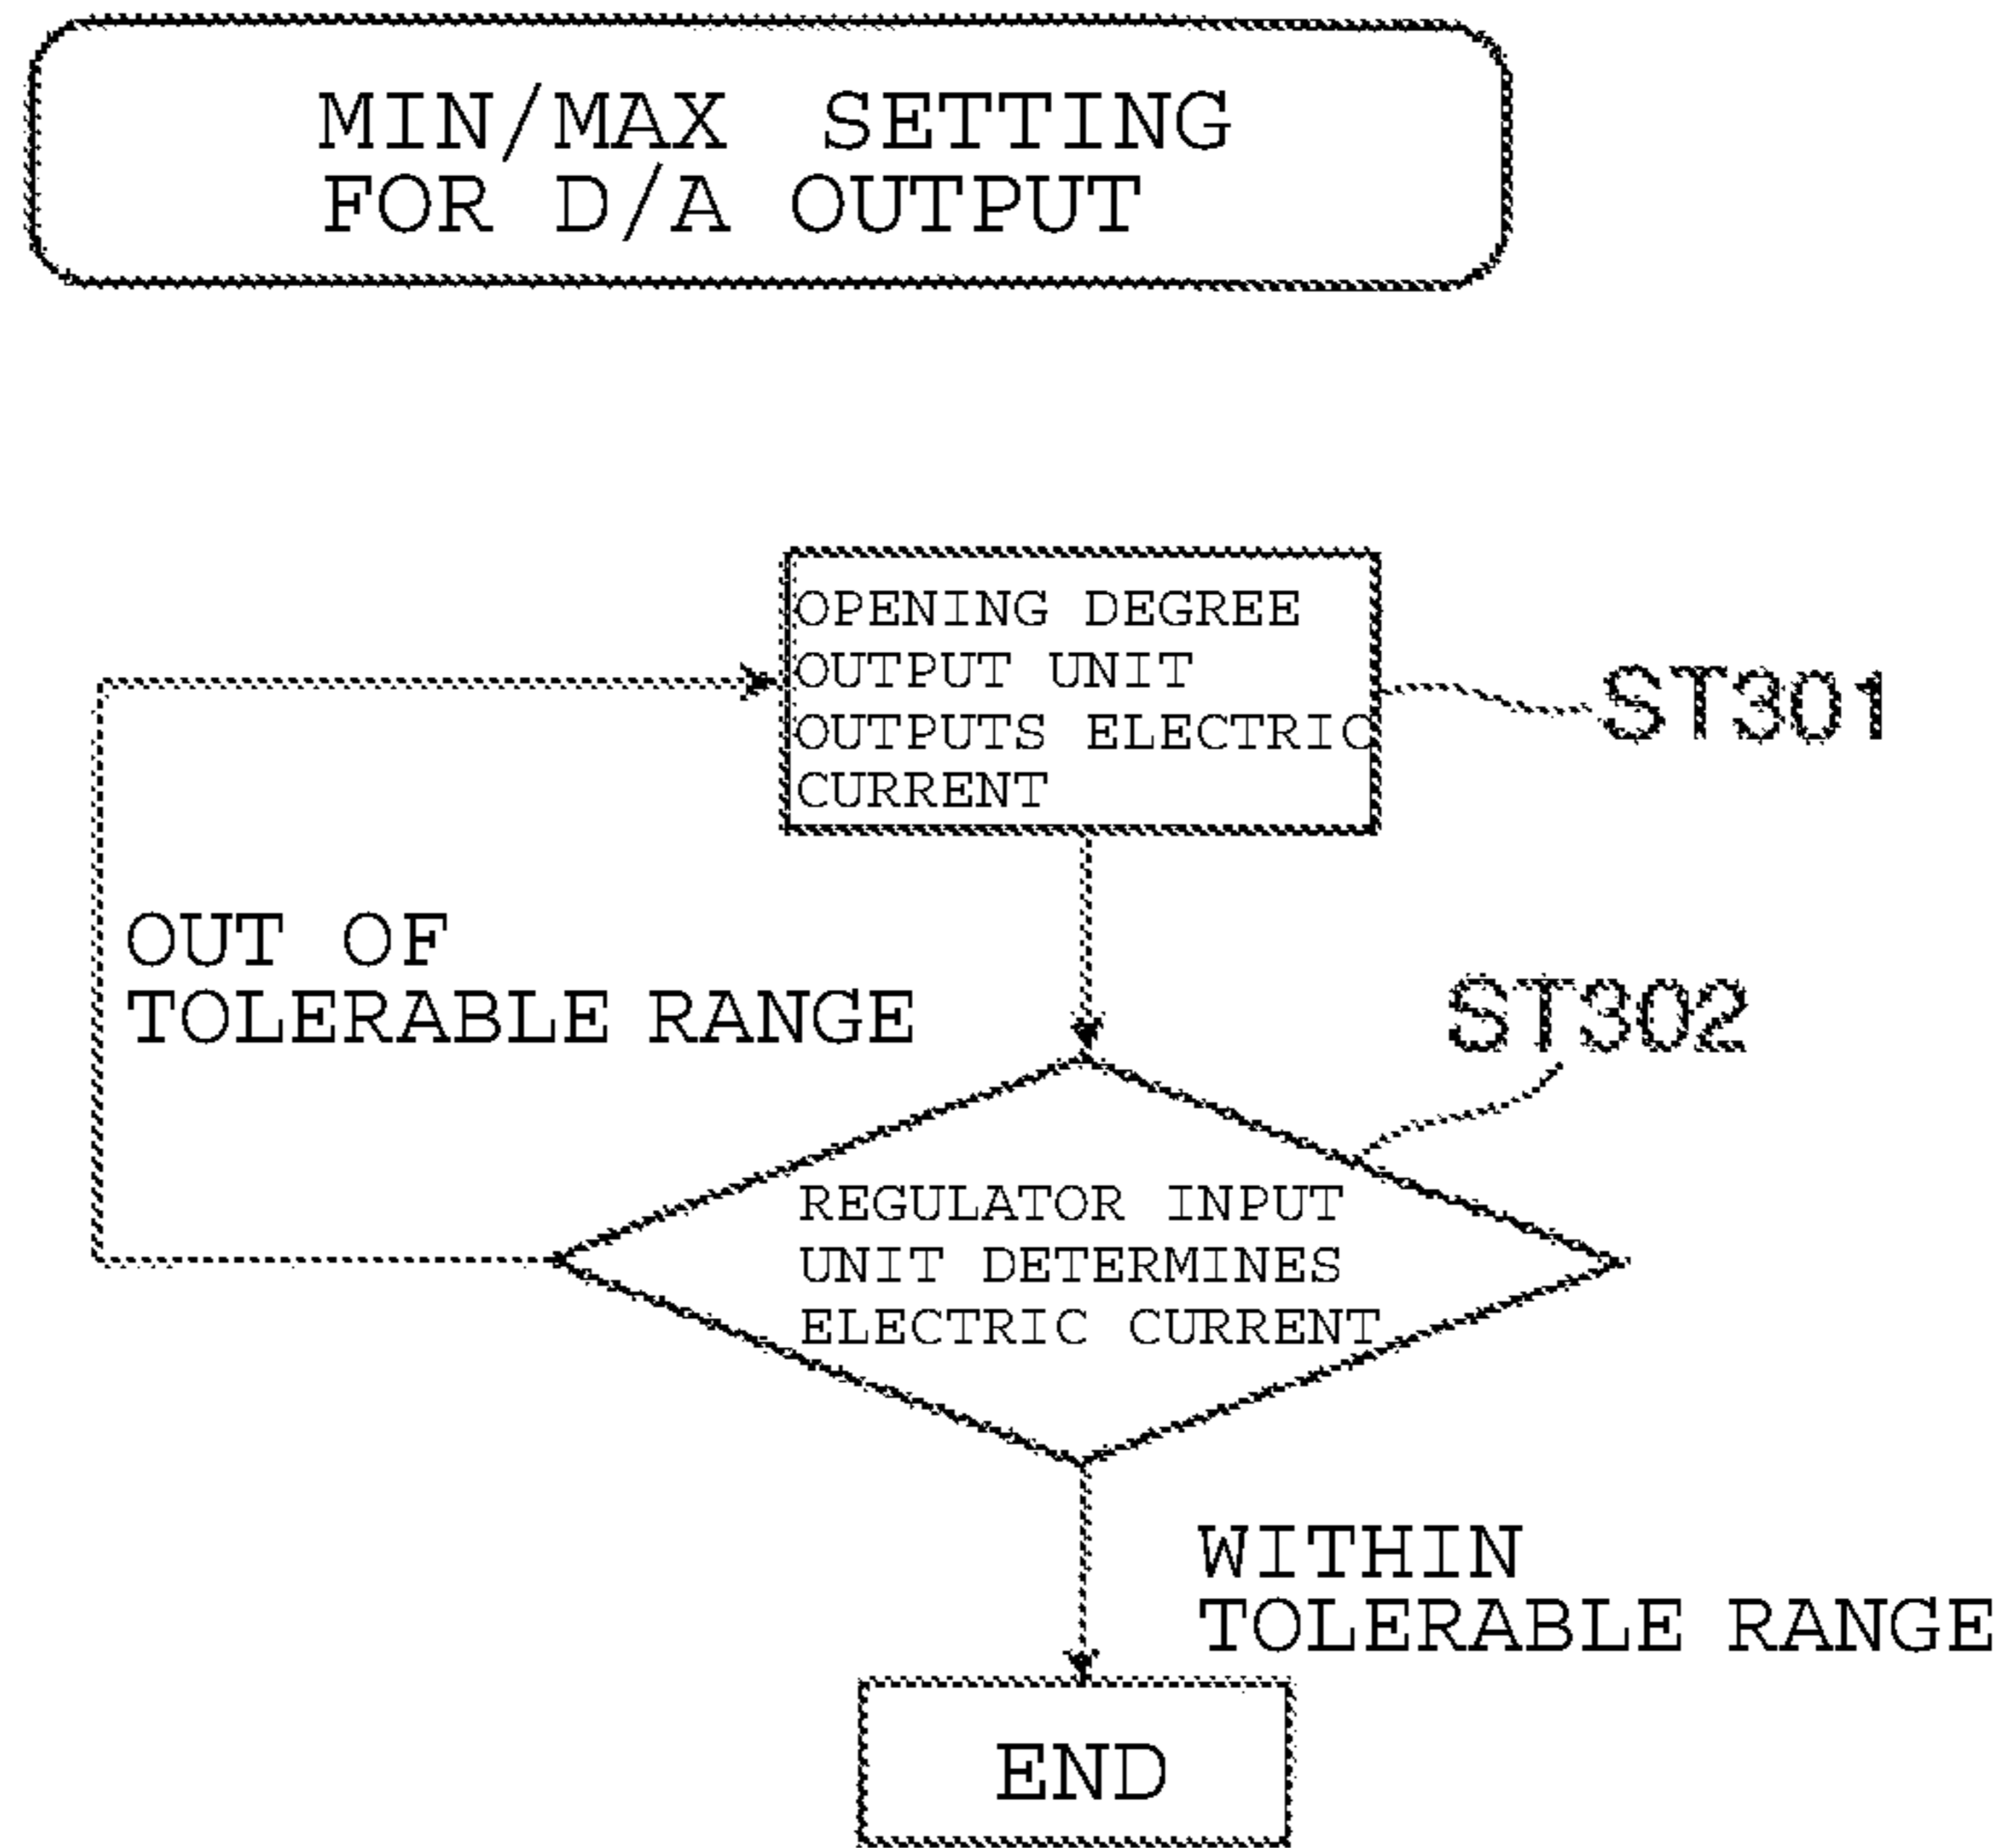 MIN/MAX SETTING
FOR D/A OUTPUT
OPENING DEGREE
OUTPUT UNIT
OUTPUTS ELECTRIC
CURRENT
ST301
OUT OF
TOLERABLE RANGE
ST302
REGULATOR INPUT
UNIT DETERMINES
ELECTRIC CURRENT
WITHIN
TOLERABLE RANGE
END